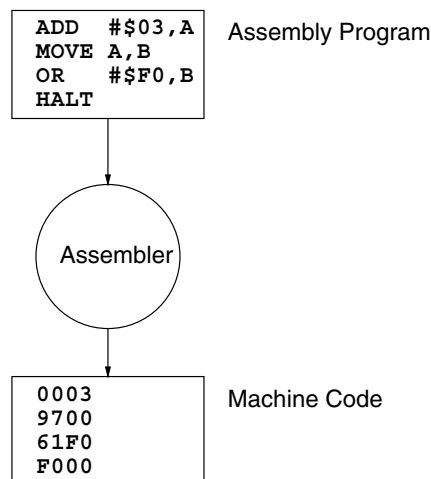 ADD #$03,A
MOVE A,B
OR #$F0,B
HALT
Assembly Program
Assembler
0003
9700
61F0
F000
Machine Code